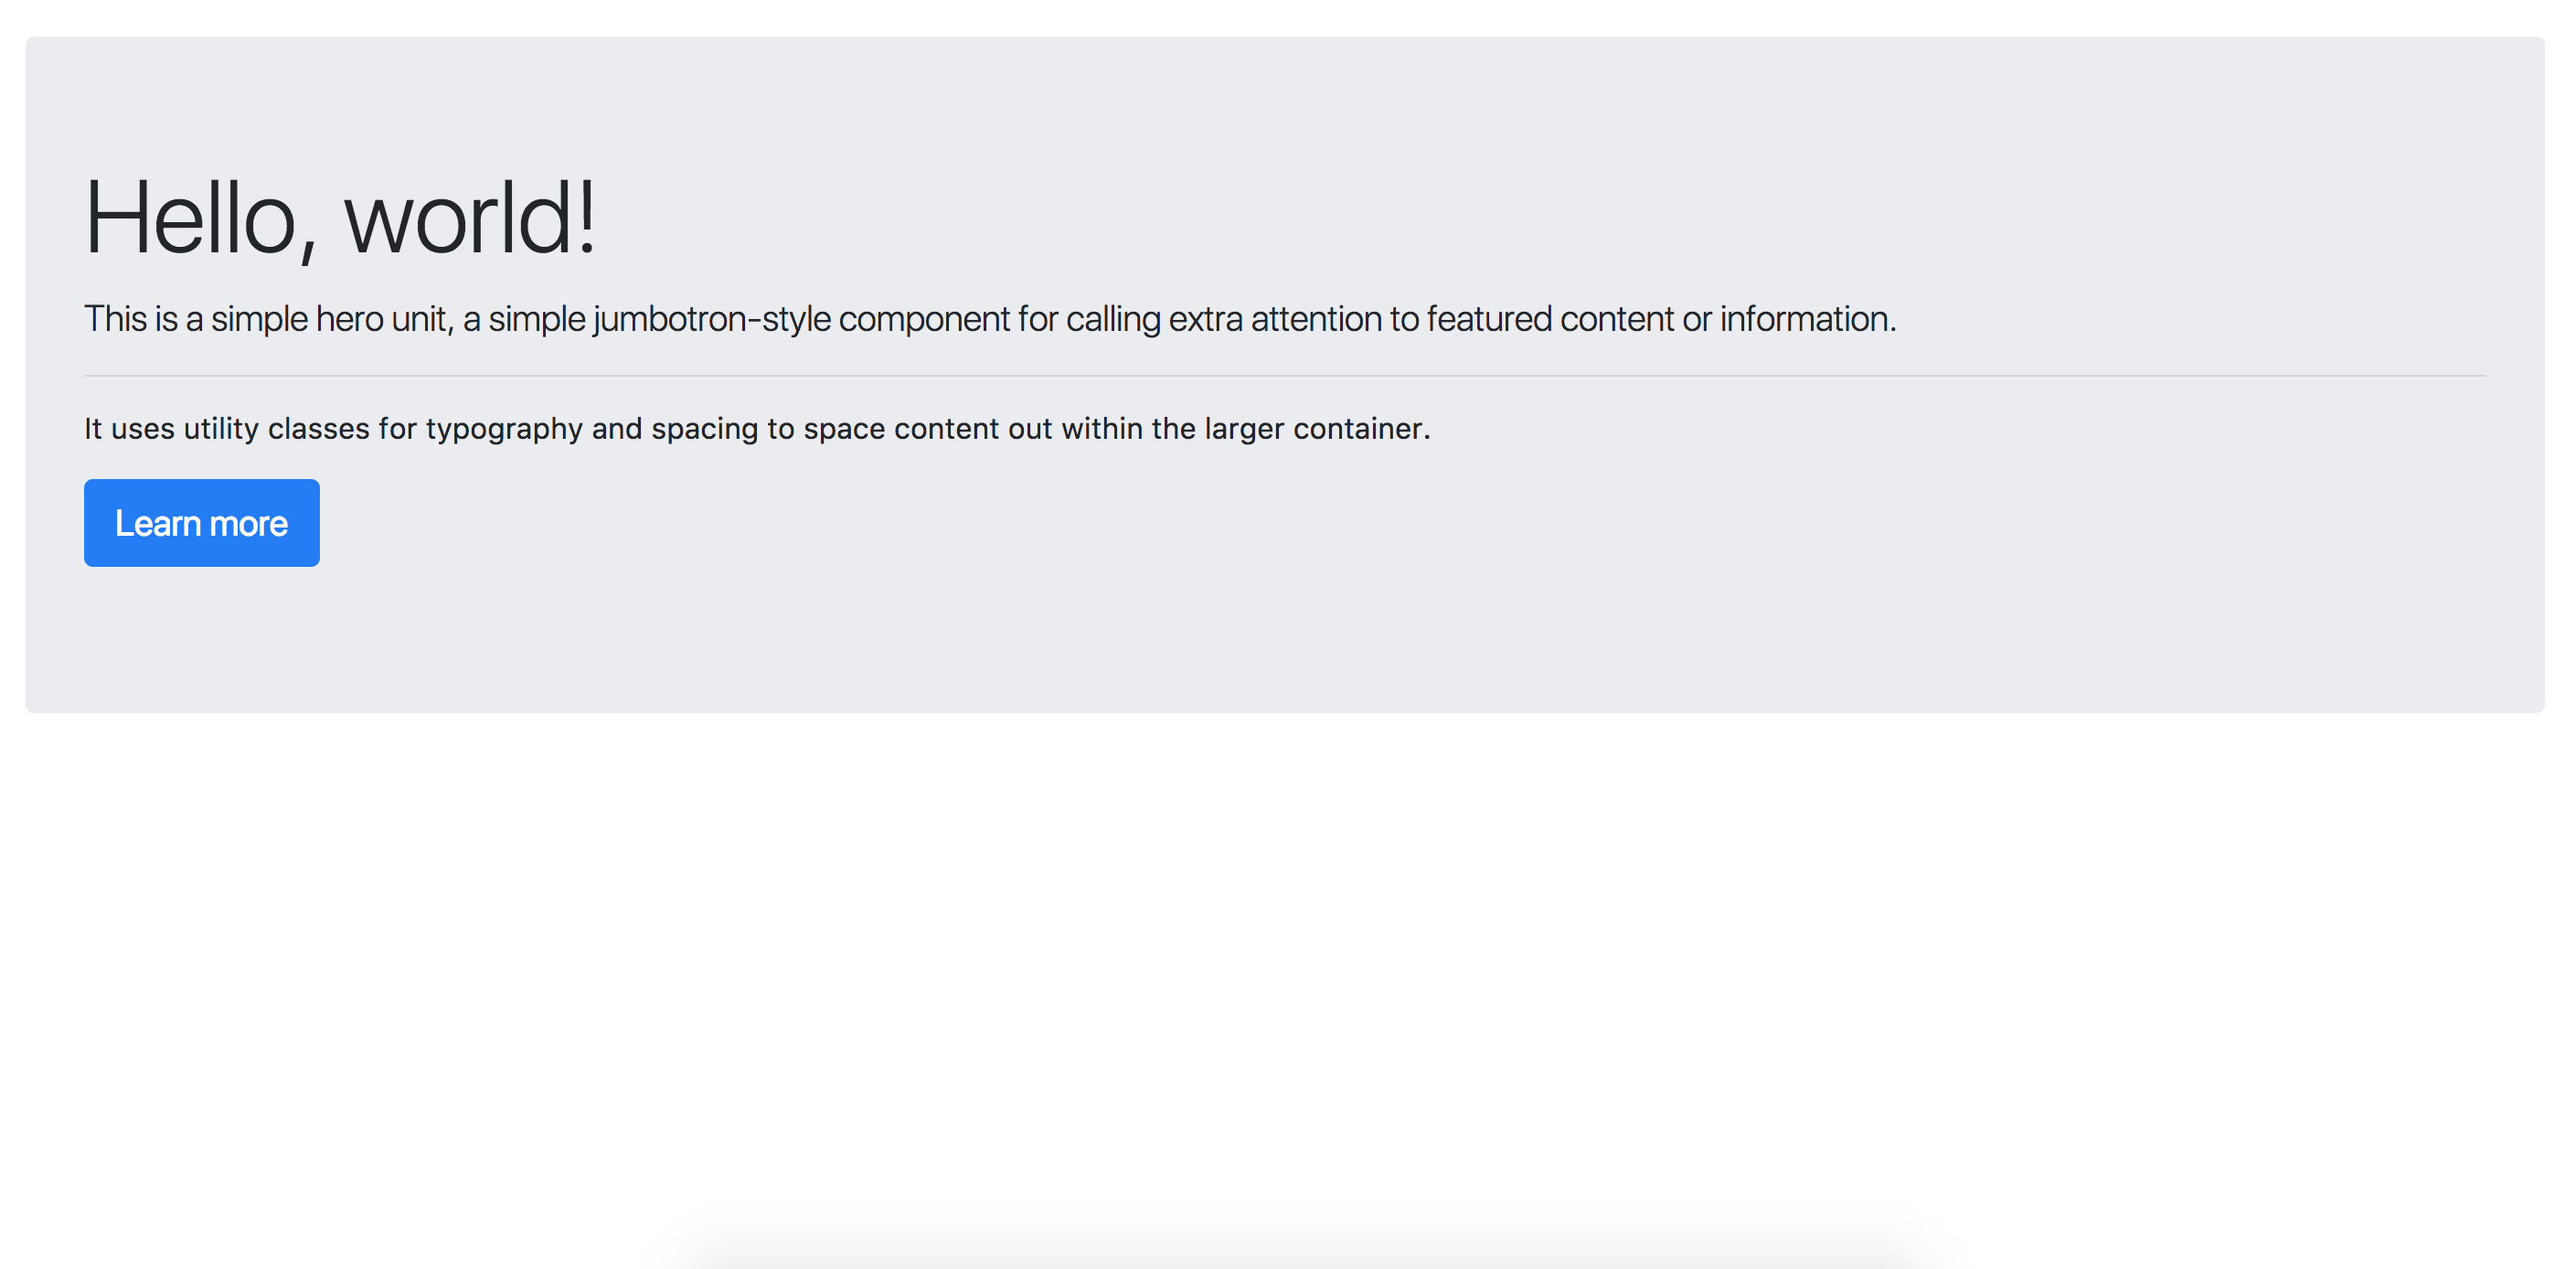 Hello, world!
This is a simple hero unit, a simple jumbotron-style component for calling extra attention to featured content or information.
It uses utility classes for typography and spacing to space content out within the larger container.
Learn more